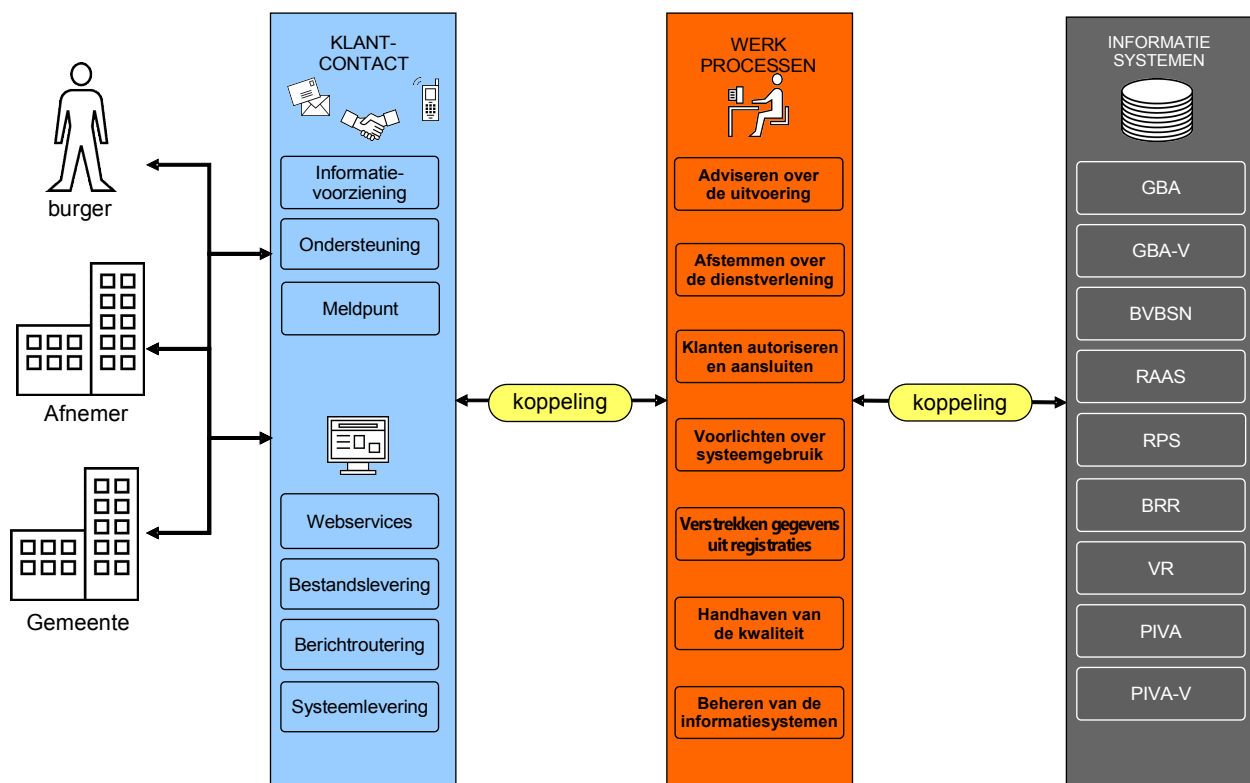 burger
Afnemer
Gemeente
KLANT-
CONTACT
Informatie-
voorziening
Ondersteuning
Meldpunt
Webservices
Bestandslevering
Berichtroutering
Systeemlevering
koppeling
WERK
PROCESSEN
Adviseren over
de uitvoering
Afstemmen over
de dienstverlening
Klanten autoriseren
en aansluiten
Voorlichten over
systeemgebruik
Verstrekken gegevens
uit registraties
Handhaven van
de kwaliteit
Beheren van de
informatiesystemen
koppeling
INFORMATIE
SYSTEMEN
GBA
GBA-V
BVBSN
RAAS
RPS
BRR
VR
PIVA
PIVA-V